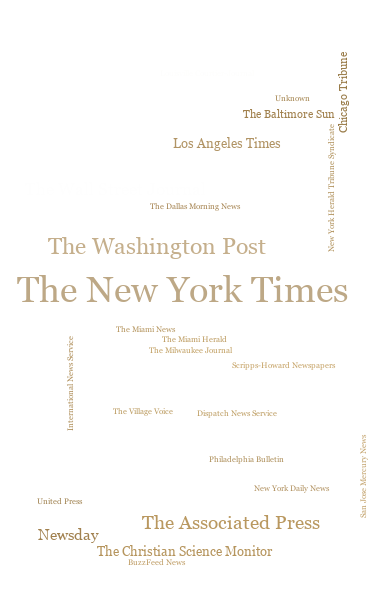 Chicago Tribune
Unknown
The Baltimore Sun
New York Herald Tribune Syndicate
Los Angeles Times
The Dallas Morning News
The Washington Post
The New York Times
The Miami News
The Miami Herald
The Milwaukee Journal
International News Service
Scripps-Howard Newspapers
The Village Voice
Dispatch News Service
San Jose Mercury News
Philadelphia Bulletin
New York Daily News
United Press
The Associated Press
Newsday
The Christian Science Monitor
BuzzFeed News